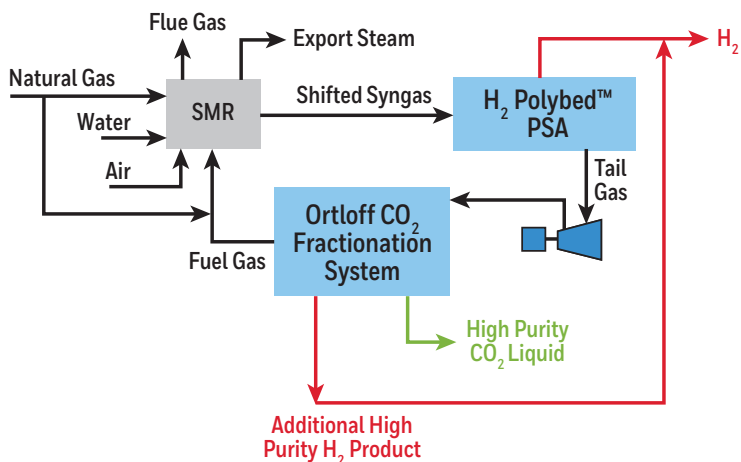 Flue Gas
Export Steam
H₂
Natural Gas
Shifted Syngas
H₂ Polybed™
PSA
SMR
Water
Air
Tail
Gas
Ortloff CO₂
Fractionation
System
Fuel Gas
High Purity
CO₂ Liquid
Additional High
Purity H₂ Product